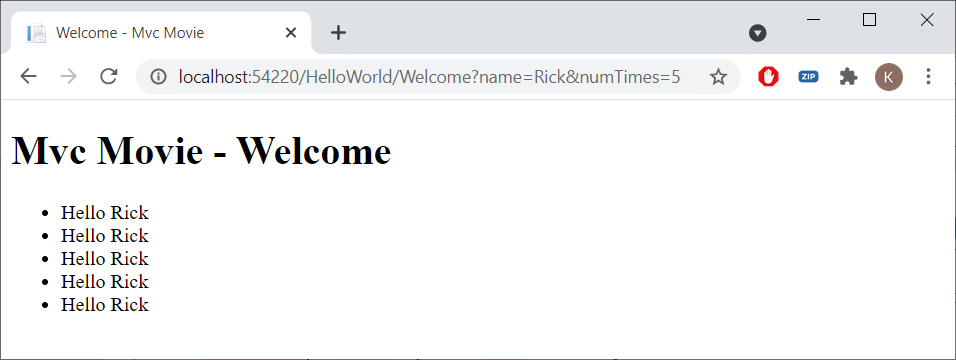 Welcome - Mvc Movie
localhost:54220/HelloWorld/Welcome?name=Rick&numTimes=5
ZIP
K
Mvc Movie - Welcome
• Hello Rick
• Hello Rick
• Hello Rick
• Hello Rick
• Hello Rick